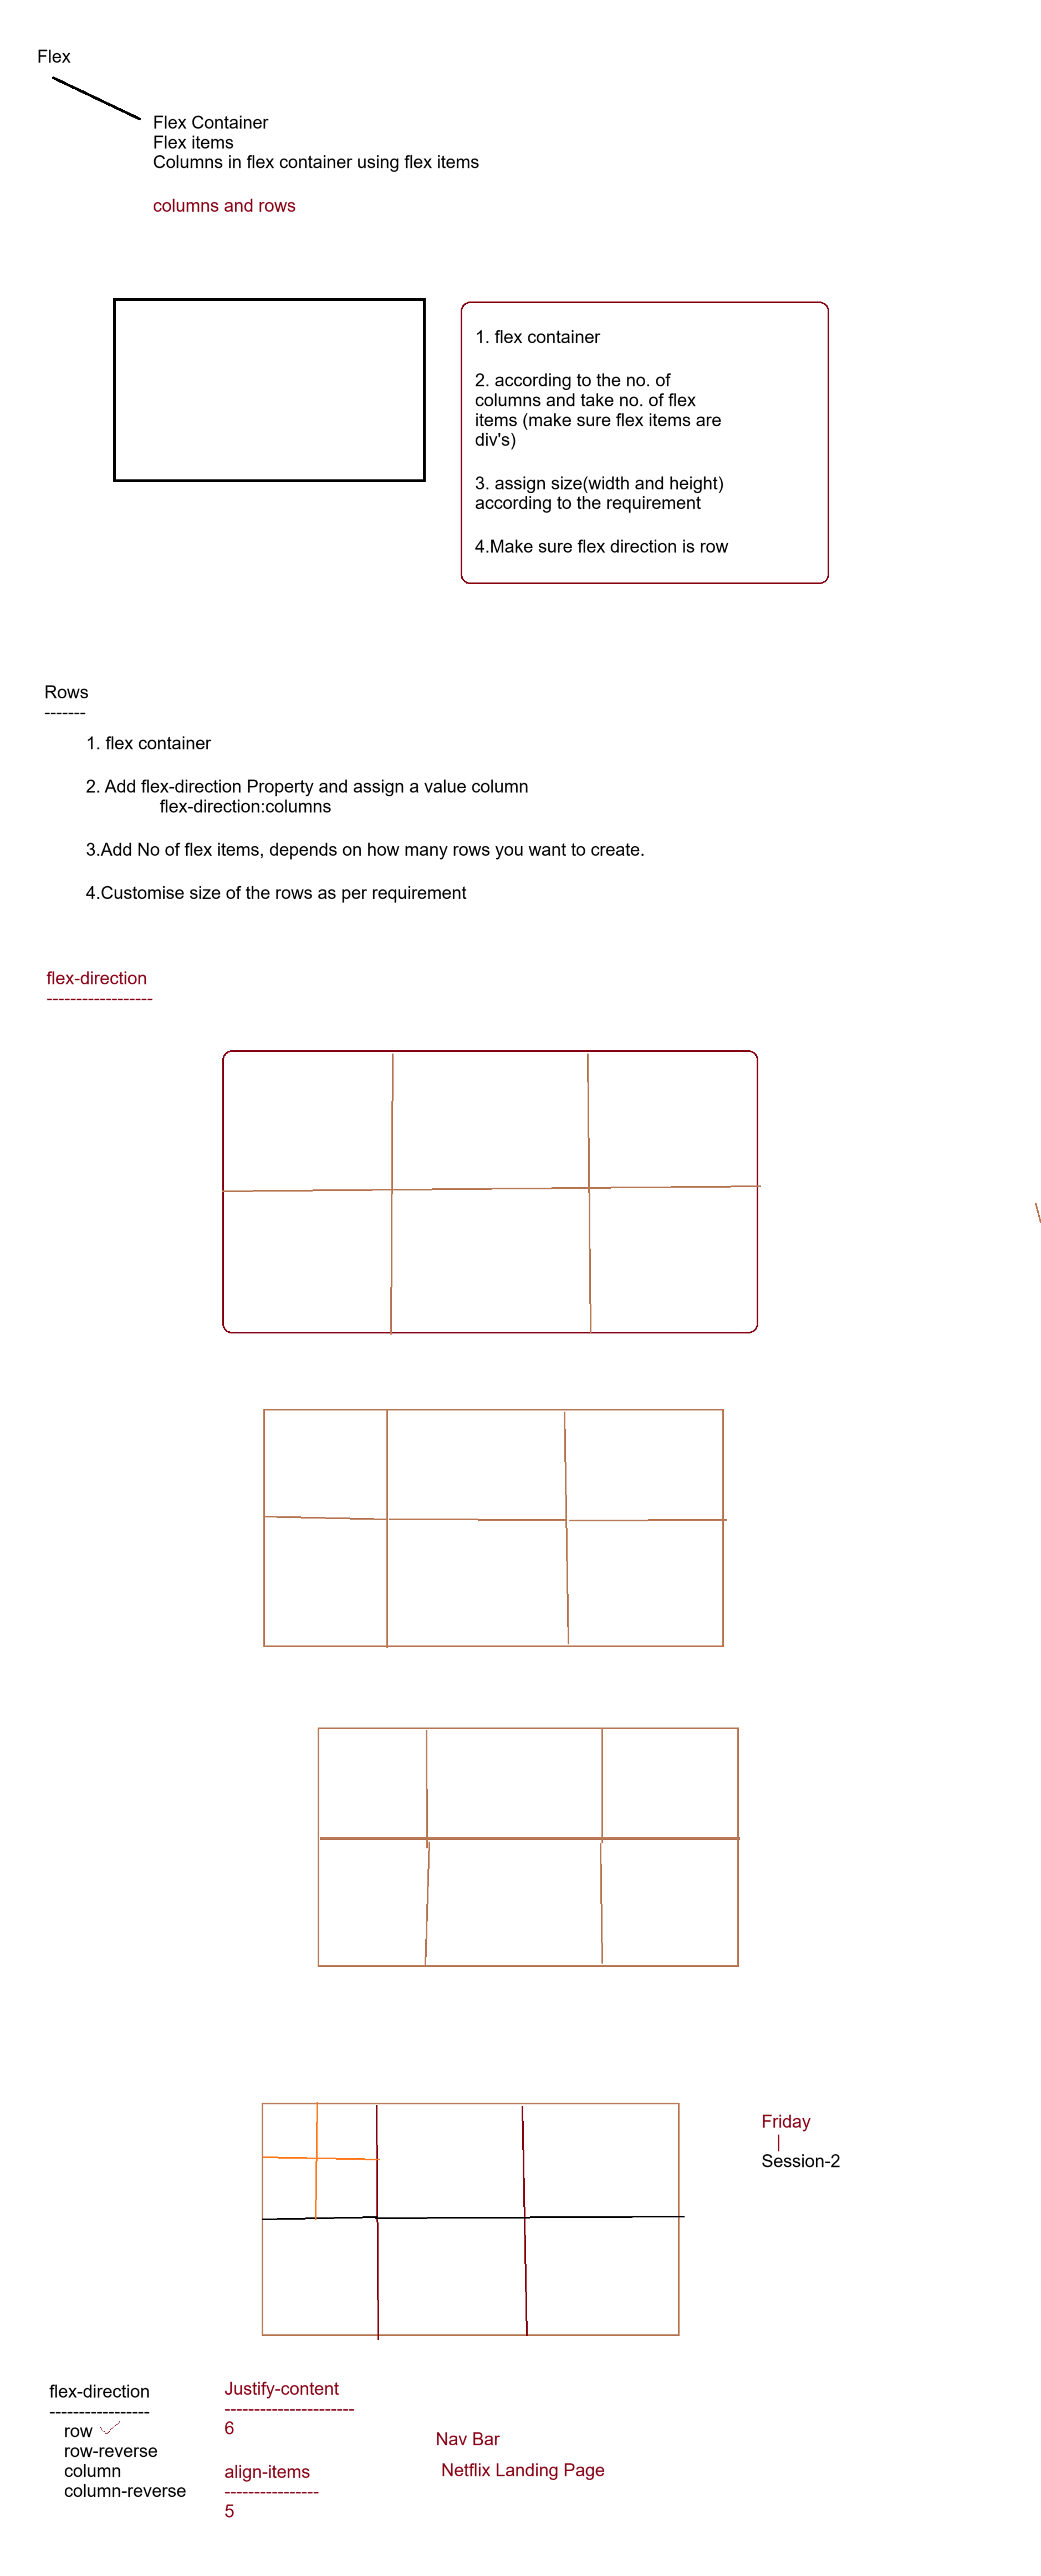 Flex
Flex Container
Flex items
Columns in flex container using flex items
columns and rows
1. flex container
2. according to the no. of
columns and take no. of flex
items (make sure flex items are
div's)
3. assign size(width and height)
according to the requirement
4.Make sure flex direction is row
Rows
-------
1. flex container
2. Add flex-direction Property and assign a value column
flex-direction:columns
3.Add No of flex items, depends on how many rows you want to create.
4.Customise size of the rows as per requirement
flex-direction
------------------
Friday
Session-2
flex-direction
-----------------
row
row-reverse
column
column-reverse
Justify-content
----------------------
6
align-items
----------------
5
Nav Bar
Netflix Landing Page